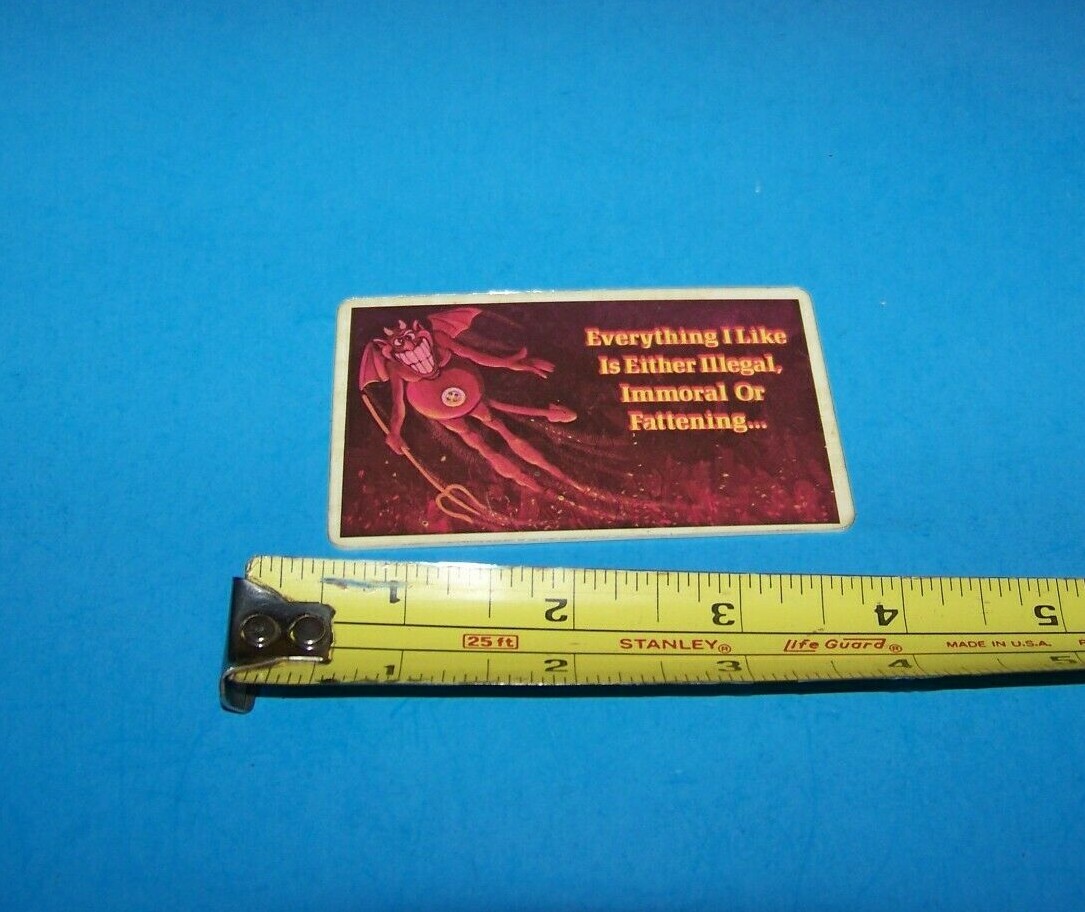 Everything I Like
Is Either Illegal,
Immoral Or
Fattening...
1 2 3 4 5
25 ft STANLEY® Life Guard® MADE IN U.S.A.
1 2 3 4 5